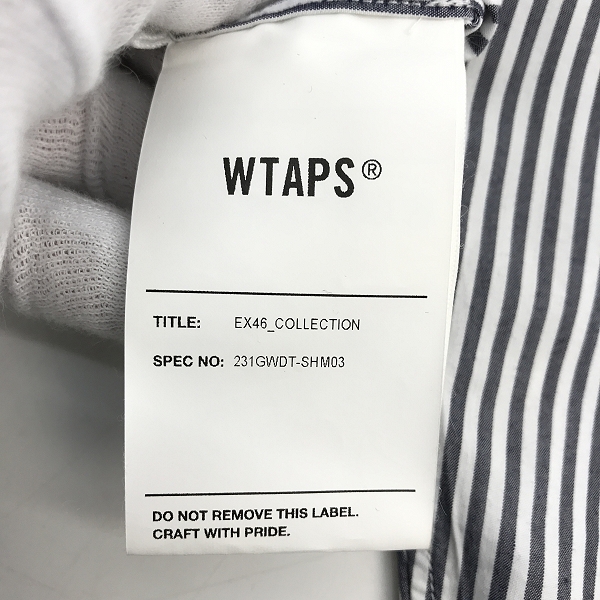 WTAPS®
TITLE: EX46_COLLECTION
SPEC NO: 231GWDT-SHM03
DO NOT REMOVE THIS LABEL.
CRAFT WITH PRIDE.